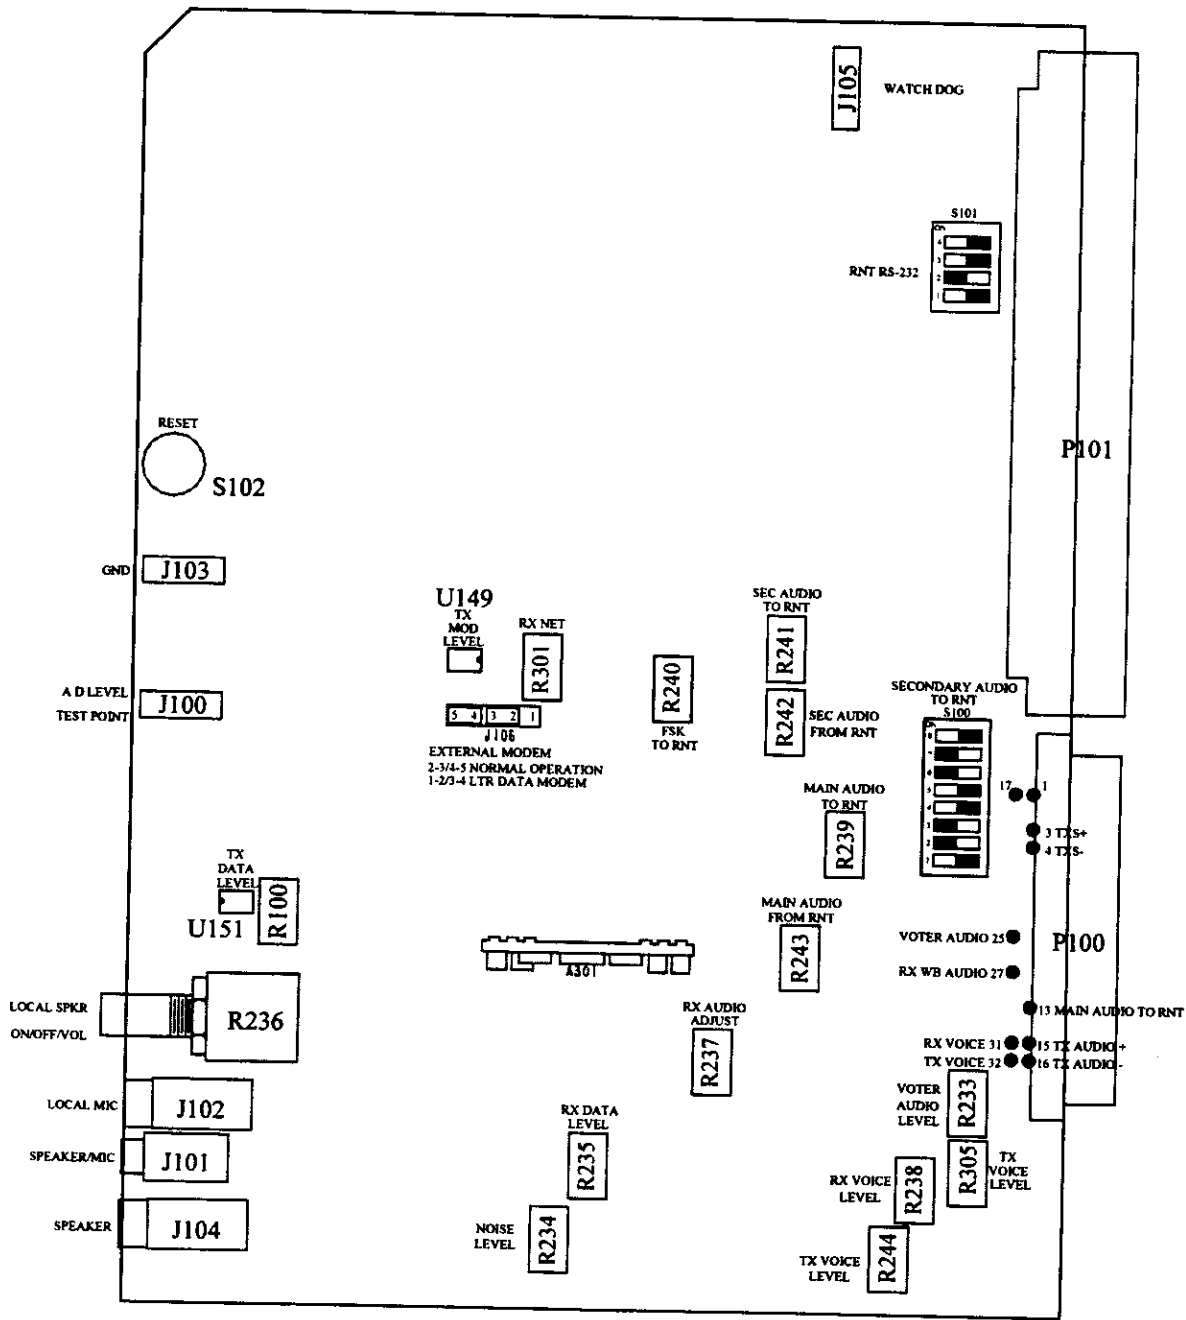 J105
WATCH DOG
S101
ON
4
3
2
1
RNT RS-232
P101
RESET
S102
GND
J103
U149
TX
MOD
LEVEL
RX NET
R301
SEC AUDIO
TO RNT
R241
R240
FSK
TO RNT
R242
SEC AUDIO
FROM RNT
A D LEVEL
TEST POINT
J100
5 4 3 2 1
J106
EXTERNAL MODEM
2-3/4-5 NORMAL OPERATION
1-2/3-4 LTR DATA MODEM
SECONDARY AUDIO
TO RNT
S100
MAIN AUDIO
TO RNT
R239
17
1
3 TXS+
4 TXS-
TX
DATA
LEVEL
U151
R100
MAIN AUDIO
FROM RNT
R243
VOTER AUDIO 25
RX WB AUDIO 27
P100
A301
LOCAL SPKR
ON/OFF/VOL
R236
RX AUDIO
ADJUST
R237
13 MAIN AUDIO TO RNT
RX VOICE 31
15 TX AUDIO +
TX VOICE 32
16 TX AUDIO -
LOCAL MIC
J102
VOTER
AUDIO
LEVEL
R233
SPEAKER/MIC
J101
RX DATA
LEVEL
R235
R305
TX
VOICE
LEVEL
RX VOICE
LEVEL
R238
SPEAKER
J104
NOISE
LEVEL
R234
TX VOICE
LEVEL
R244